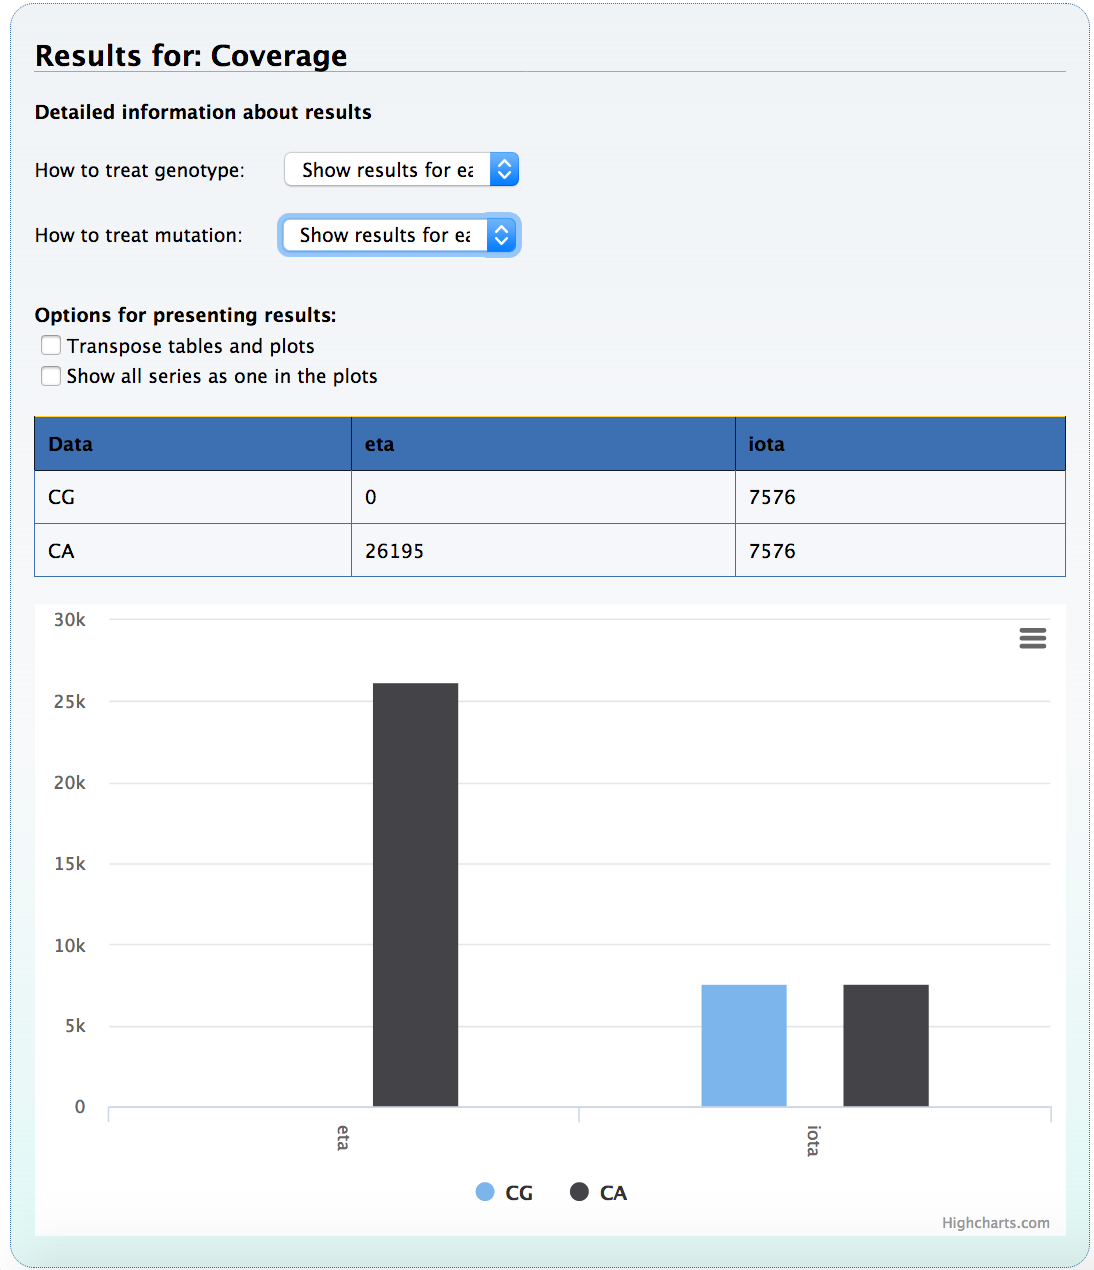 Results for: Coverage
Detailed information about results
How to treat genotype: Show results for ea
How to treat mutation: Show results for ea
Options for presenting results:
Transpose tables and plots
Show all series as one in the plots
Data eta iota
CG 0 7576
CA 26195 7576
30k
25k
20k
15k
10k
5k
0
eta iota
CG CA
Highcharts.com